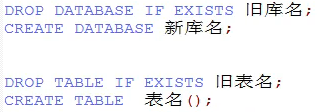 DROP DATABASE IF EXISTS 旧库名;
CREATE DATABASE 新库名;
DROP TABLE IF EXISTS 旧表名;
CREATE TABLE 表名();